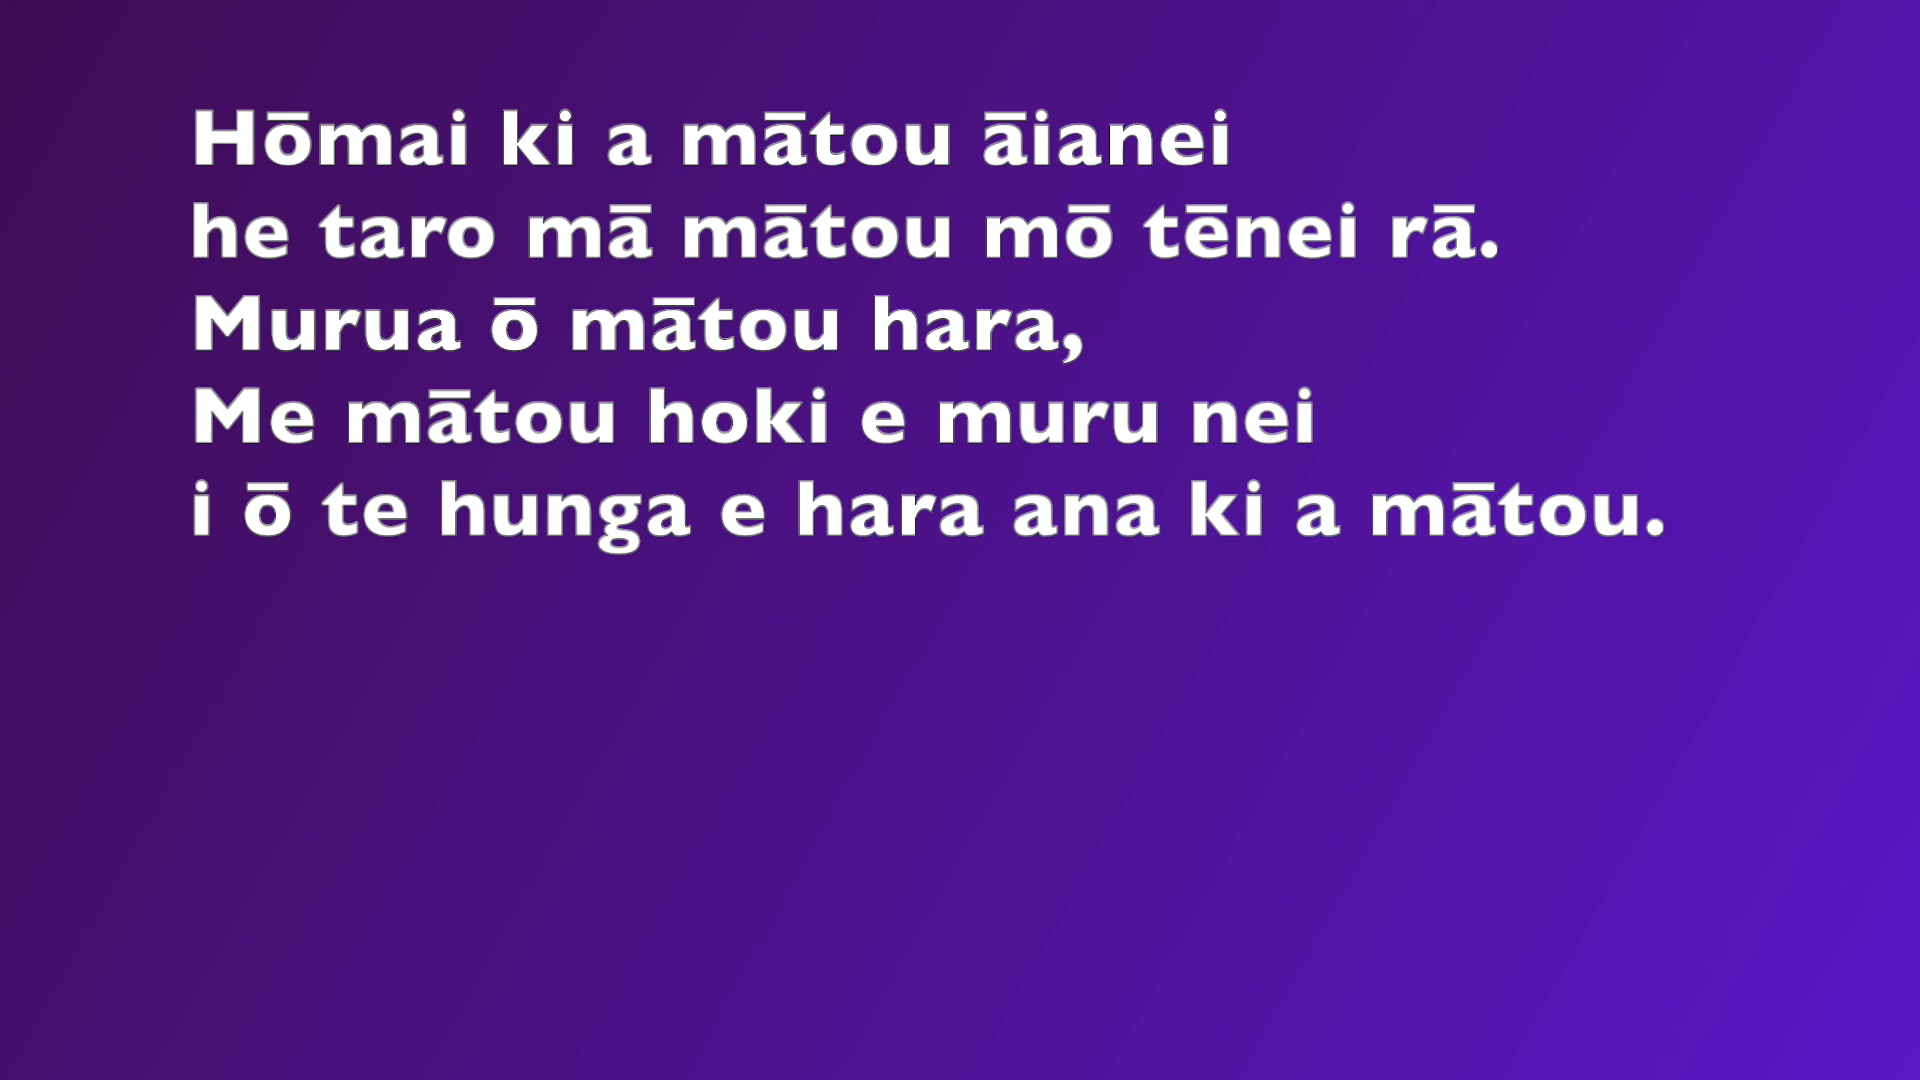 Hōmai ki a mātou āianei
he taro mā mātou mō tēnei rā.
Murua ō mātou hara,
Me mātou hoki e muru nei
i ō te hunga e hara ana ki a mātou.